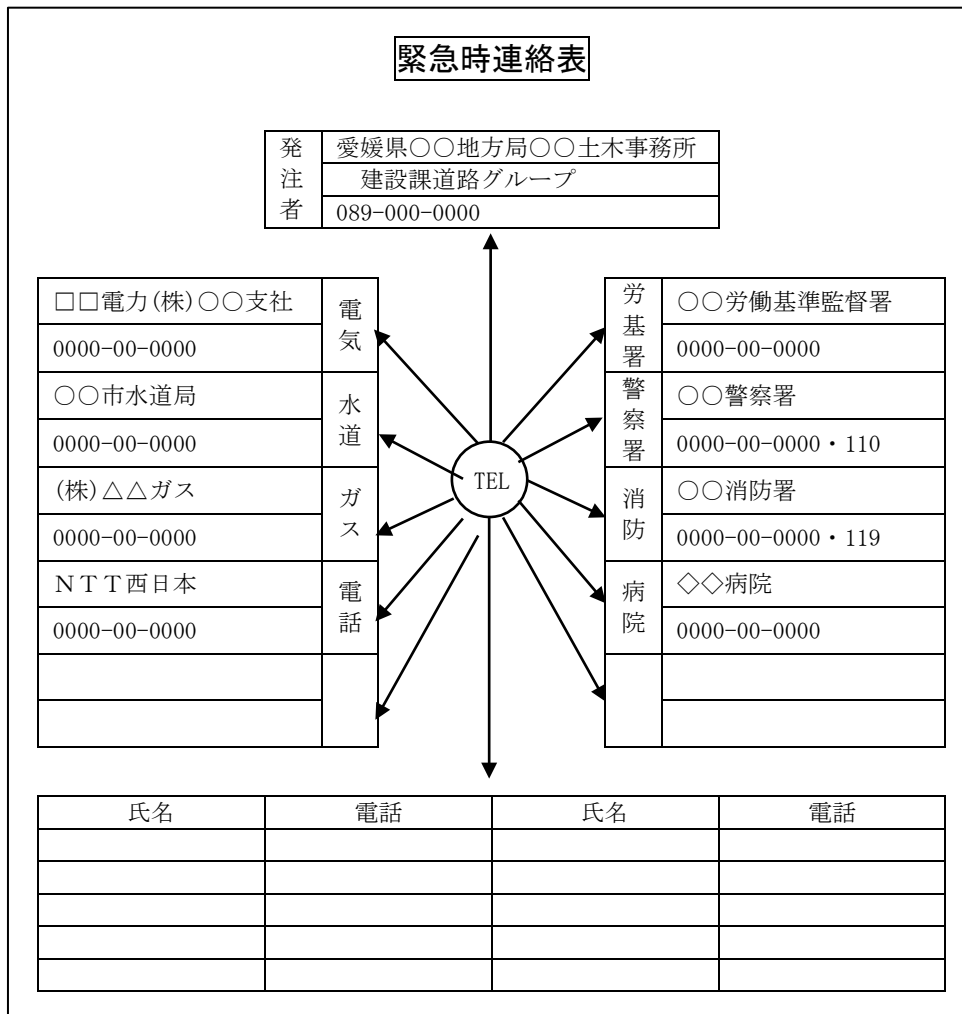 緊急時連絡表
発注者
愛媛県○○地方局○○土木事務所
建設課道路グループ
089-000-0000
□□電力(株)○○支社
0000-00-0000
電気
○○市水道局
0000-00-0000
水道
(株)△△ガス
0000-00-0000
ガス
ＮＴＴ西日本
0000-00-0000
電話
TEL
労基署
○○労働基準監督署
0000-00-0000
警察署
○○警察署
0000-00-0000・110
消防
○○消防署
0000-00-0000・119
病院
◇◇病院
0000-00-0000
氏名 電話 氏名 電話